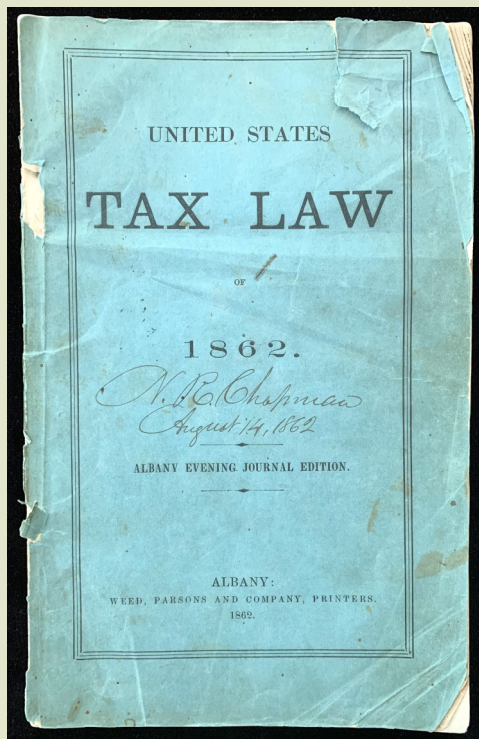 UNITED STATES
TAX LAW
OF
1862.
N. R. Chapman
August 14, 1862
ALBANY EVENING JOURNAL EDITION.
ALBANY:
WEED, PARSONS AND COMPANY, PRINTERS.
1862.